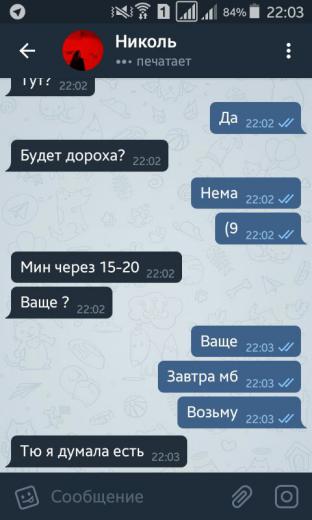 1 84% 22:03
Николь
••• печатает
Тут? 22:02
Да 22:02
Будет дороха? 22:02
Нема 22:02
(9 22:02
Мин через 15-20 22:02
Ваще ? 22:02
Ваще 22:03
Завтра мб 22:03
Возьму 22:03
Тю я думала есть 22:03
Сообщение